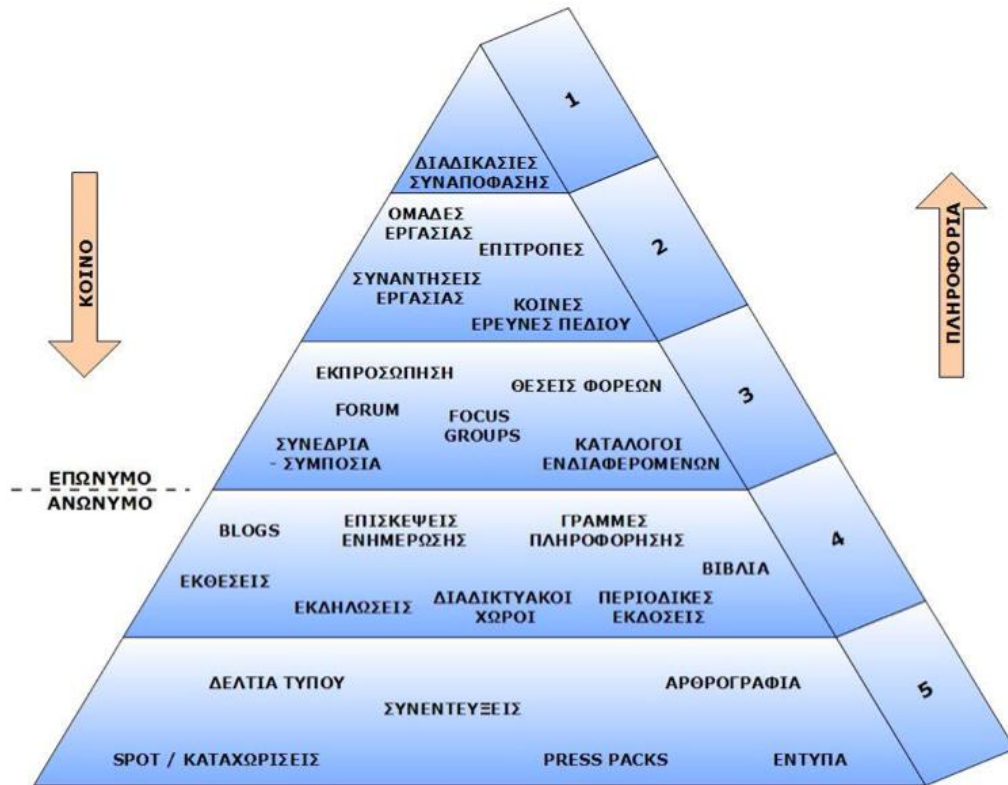 1
ΔΙΑΔΙΚΑΣΙΕΣ
ΣΥΝΑΠΟΦΑΣΗΣ
2
ΟΜΑΔΕΣ
ΕΡΓΑΣΙΑΣ
ΕΠΙΤΡΟΠΕΣ
ΣΥΝΑΝΤΗΣΕΙΣ
ΕΡΓΑΣΙΑΣ
ΚΟΙΝΕΣ
ΕΡΕΥΝΕΣ ΠΕΔΙΟΥ
ΚΟΙΝΟ
ΠΛΗΡΟΦΟΡΙΑ
3
ΕΚΠΡΟΣΩΠΗΣΗ
ΘΕΣΕΙΣ ΦΟΡΕΩΝ
FORUM
FOCUS
GROUPS
ΣΥΝΕΔΡΙΑ
- ΣΥΜΠΟΣΙΑ
ΚΑΤΑΛΟΓΟΙ
ΕΝΔΙΑΦΕΡΟΜΕΝΩΝ
ΕΠΩΝΥΜΟ
ΑΝΩΝΥΜΟ
4
BLOGS
ΕΠΙΣΚΕΨΕΙΣ
ΕΝΗΜΕΡΩΣΗΣ
ΓΡΑΜΜΕΣ
ΠΛΗΡΟΦΟΡΗΣΗΣ
ΒΙΒΛΙΑ
ΕΚΘΕΣΕΙΣ
ΕΚΔΗΛΩΣΕΙΣ
ΔΙΑΔΙΚΤΥΑΚΟΙ
ΧΩΡΟΙ
ΠΕΡΙΟΔΙΚΕΣ
ΕΚΔΟΣΕΙΣ
5
ΔΕΛΤΙΑ ΤΥΠΟΥ
ΣΥΝΕΝΤΕΥΞΕΙΣ
ΑΡΘΡΟΓΡΑΦΙΑ
SPOT / ΚΑΤΑΧΩΡΙΣΕΙΣ
PRESS PACKS
ΕΝΤΥΠΑ